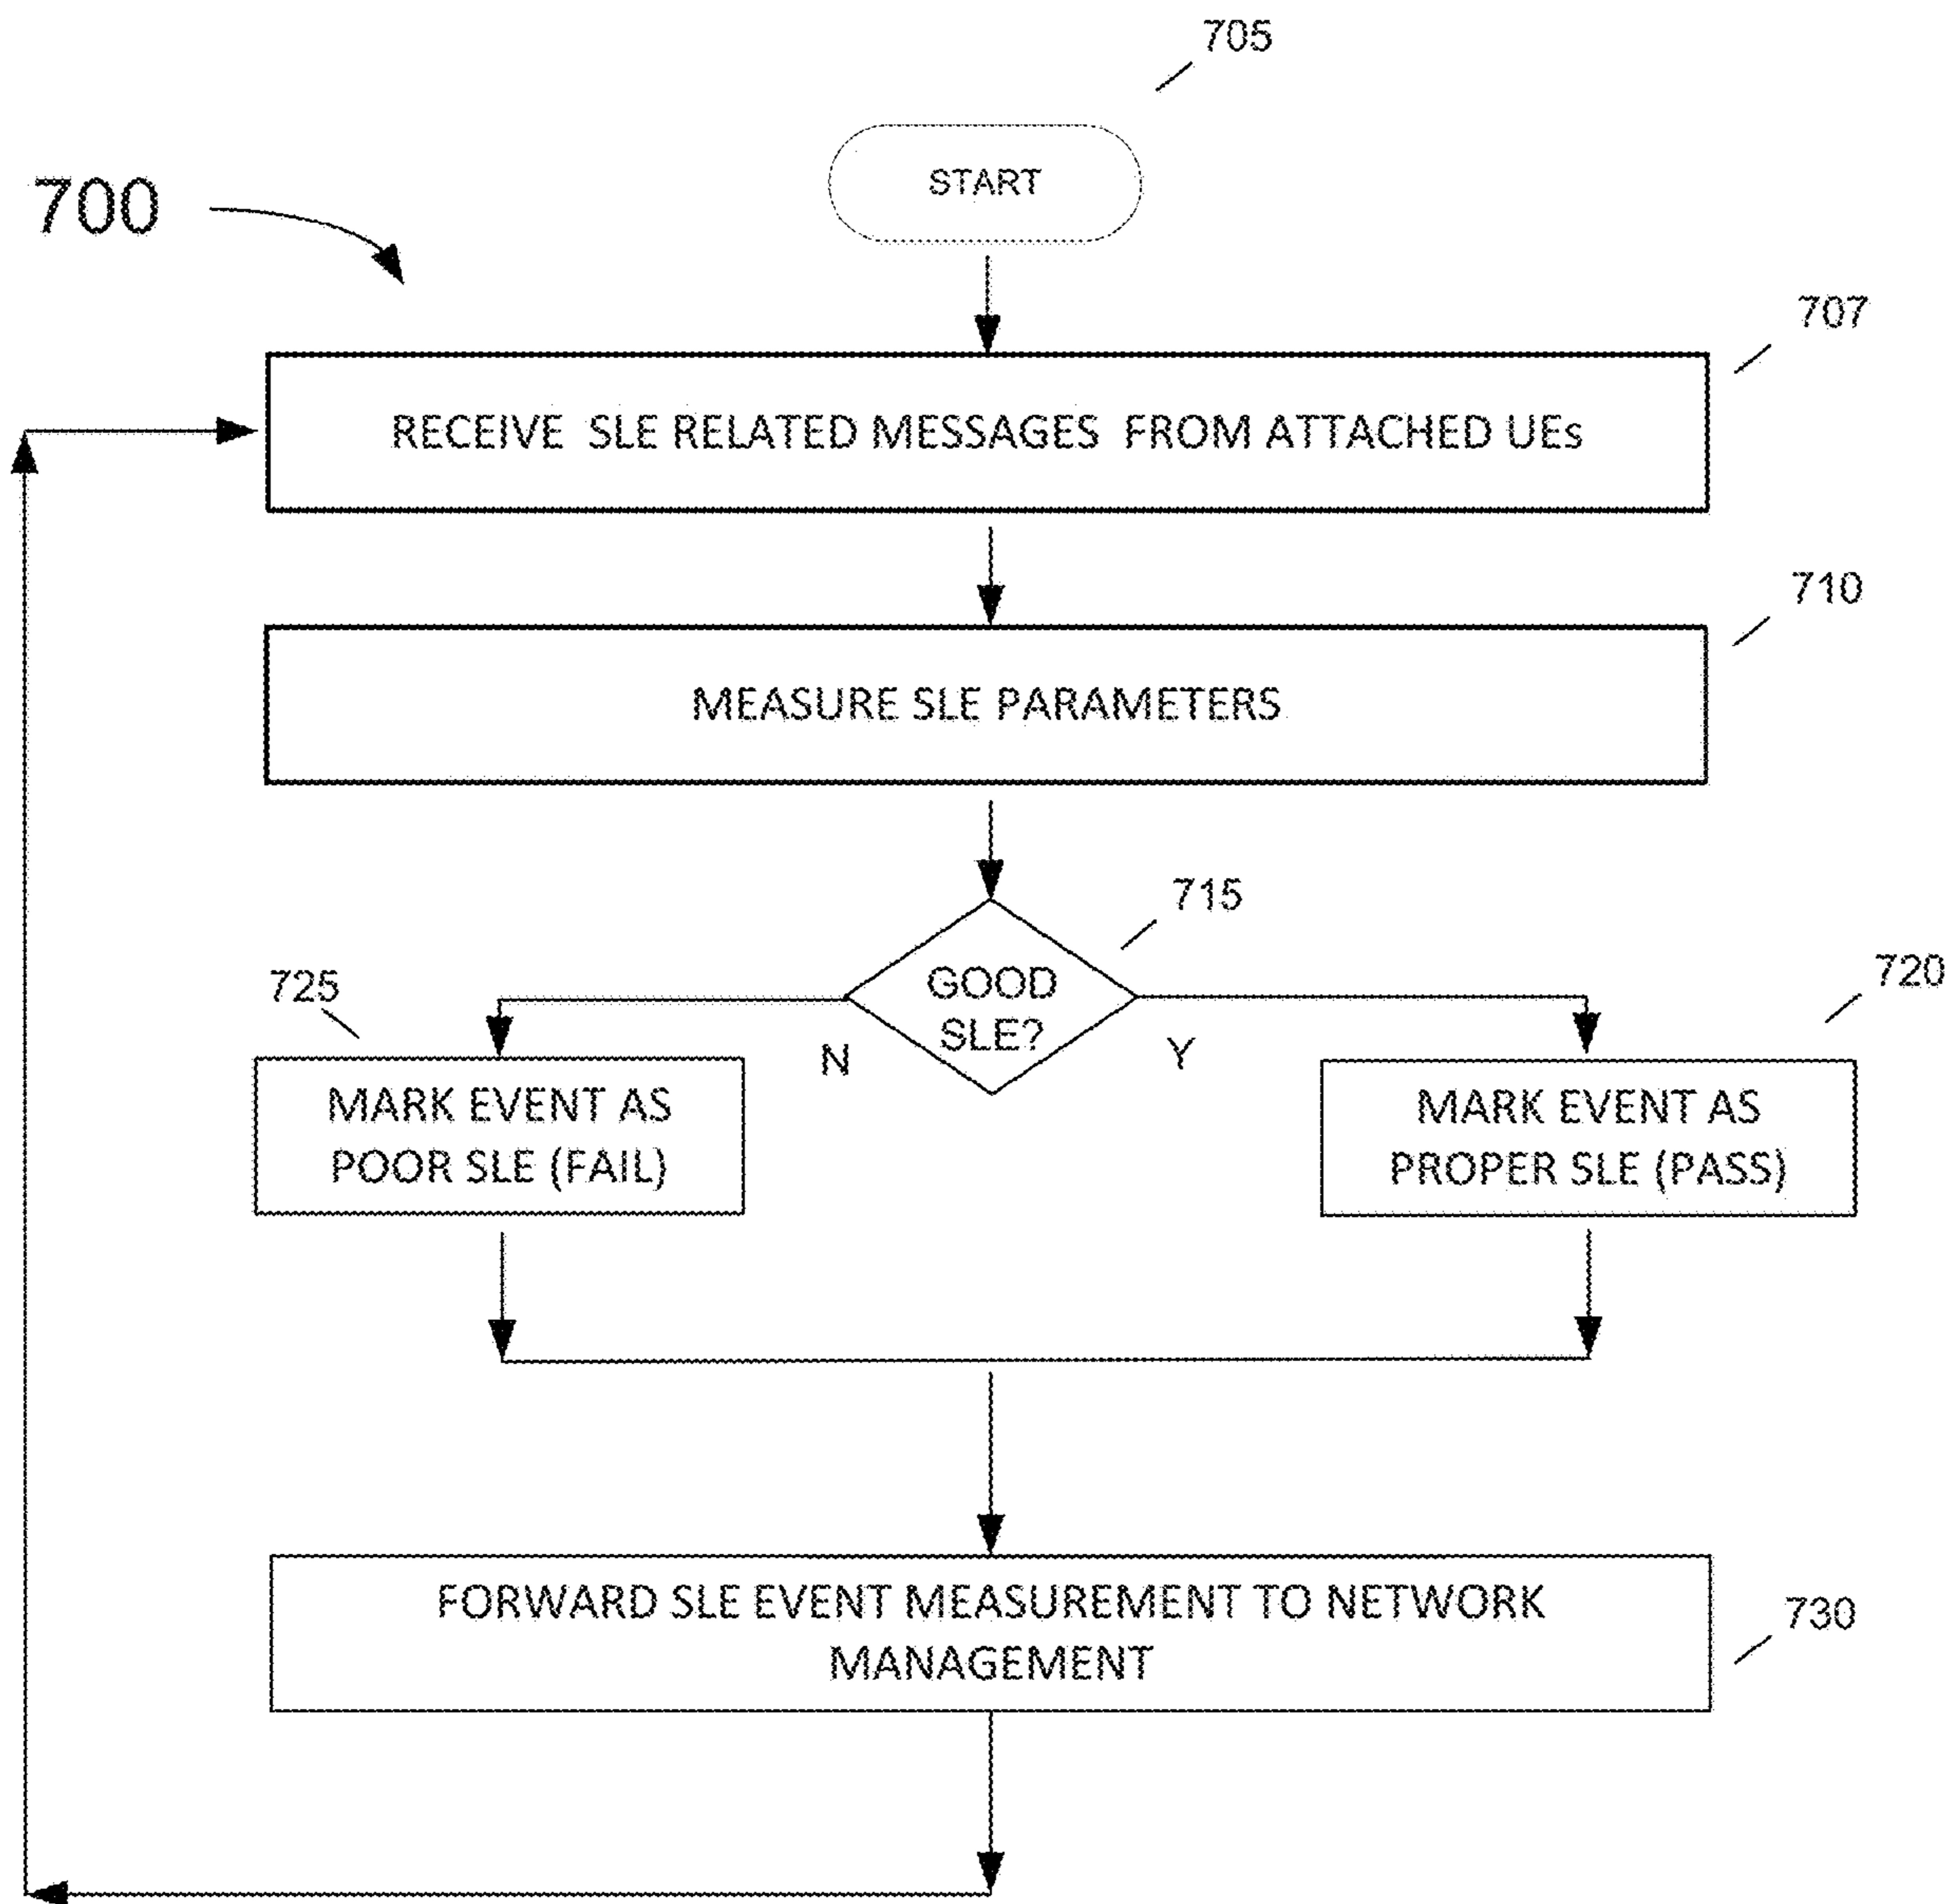 705
START
700
707
RECEIVE SLE RELATED MESSAGES FROM ATTACHED UEs
710
MEASURE SLE PARAMETERS
715
GOOD
SLE?
N
Y
725
MARK EVENT AS
POOR SLE (FAIL)
720
MARK EVENT AS
PROPER SLE (PASS)
FORWARD SLE EVENT MEASUREMENT TO NETWORK
MANAGEMENT
730